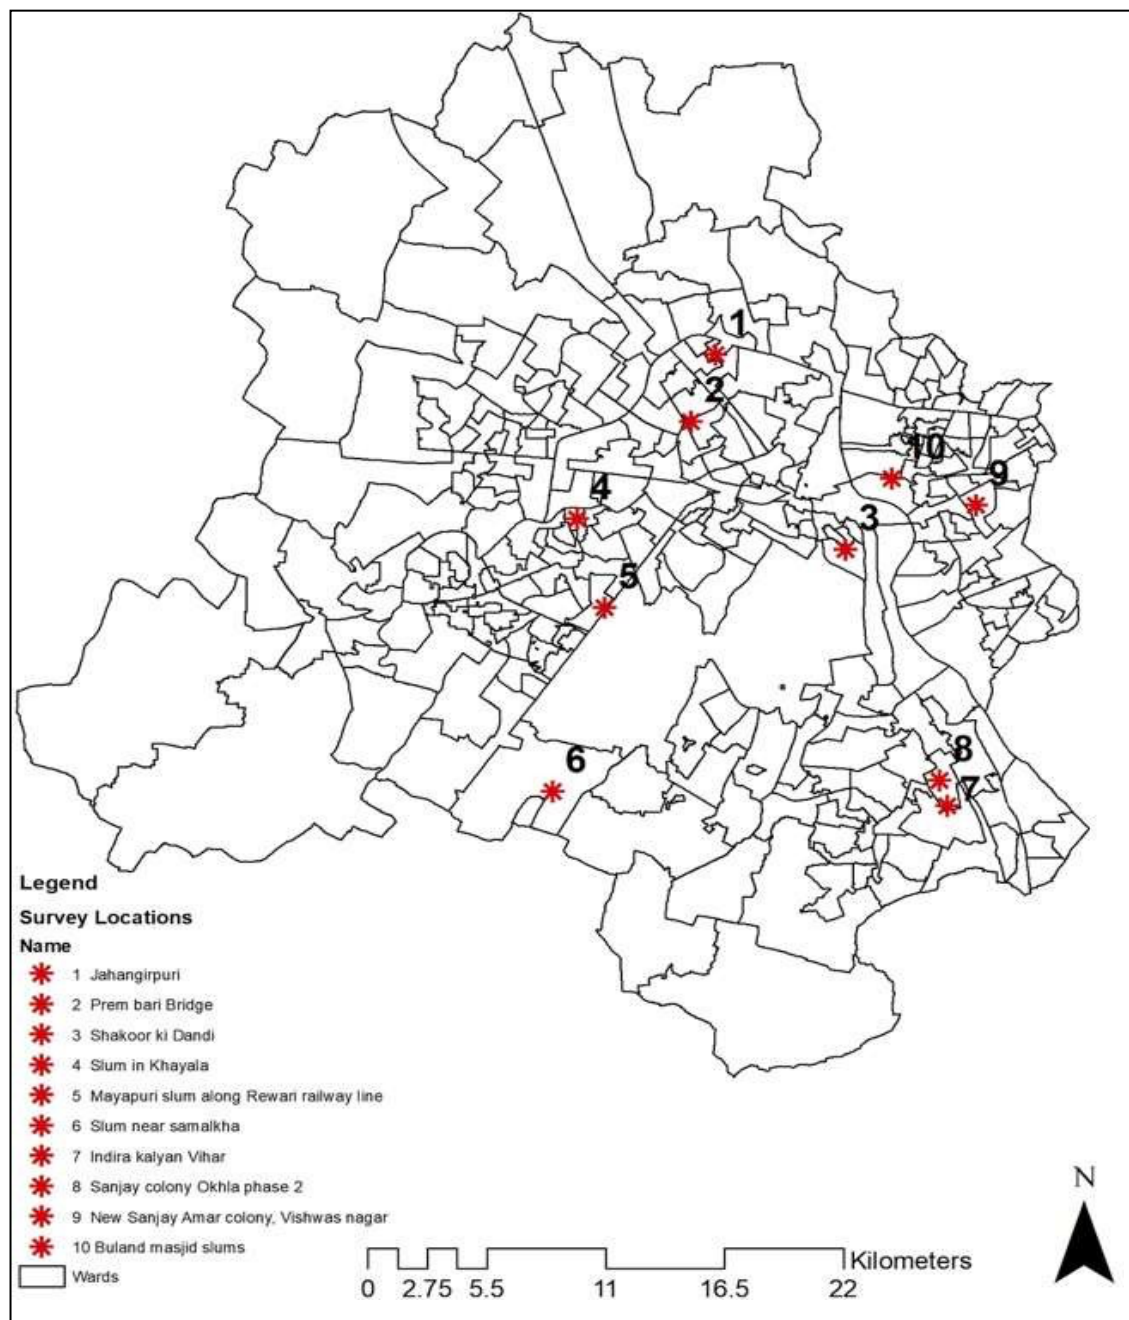 1
2
10
9
4
3
5
8
6
7
Legend
Survey Locations
Name
1 Jahangirpuri
2 Prem bari Bridge
3 Shakoor ki Dandi
4 Slum in Khayala
5 Mayapuri slum along Rewari railway line
6 Slum near samalkha
7 Indira kalyan Vihar
8 Sanjay colony Okhla phase 2
9 New Sanjay Amar colony, Vishwas nagar
10 Buland masjid slums
Wards
N
Kilometers
0 2.75 5.5 11 16.5 22